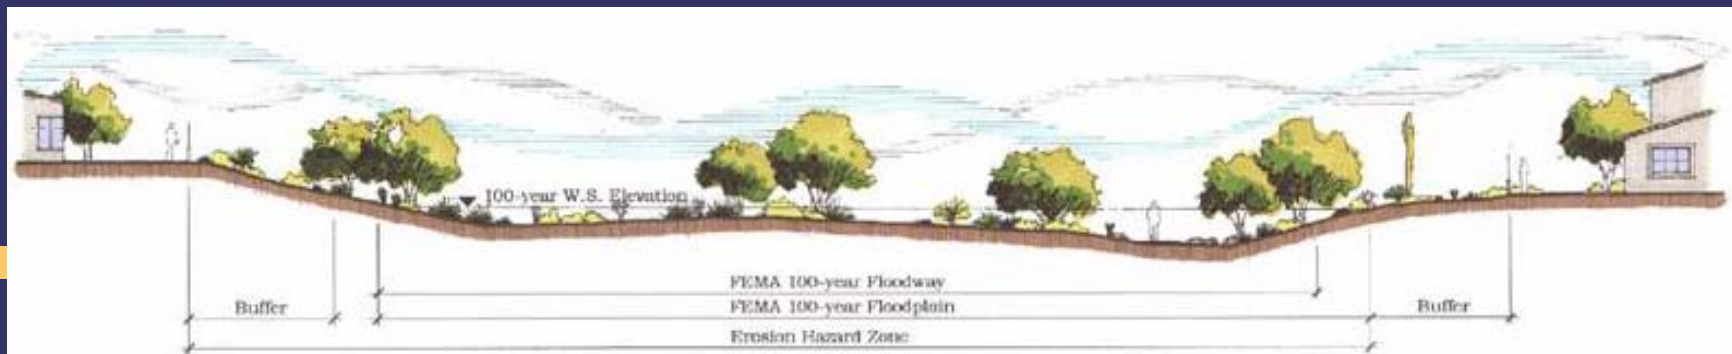 100-year W.S. Elevation
FEMA 100-year Floodway
Buffer
FEMA 100-year Floodplain
Buffer
Erosion Hazard Zone